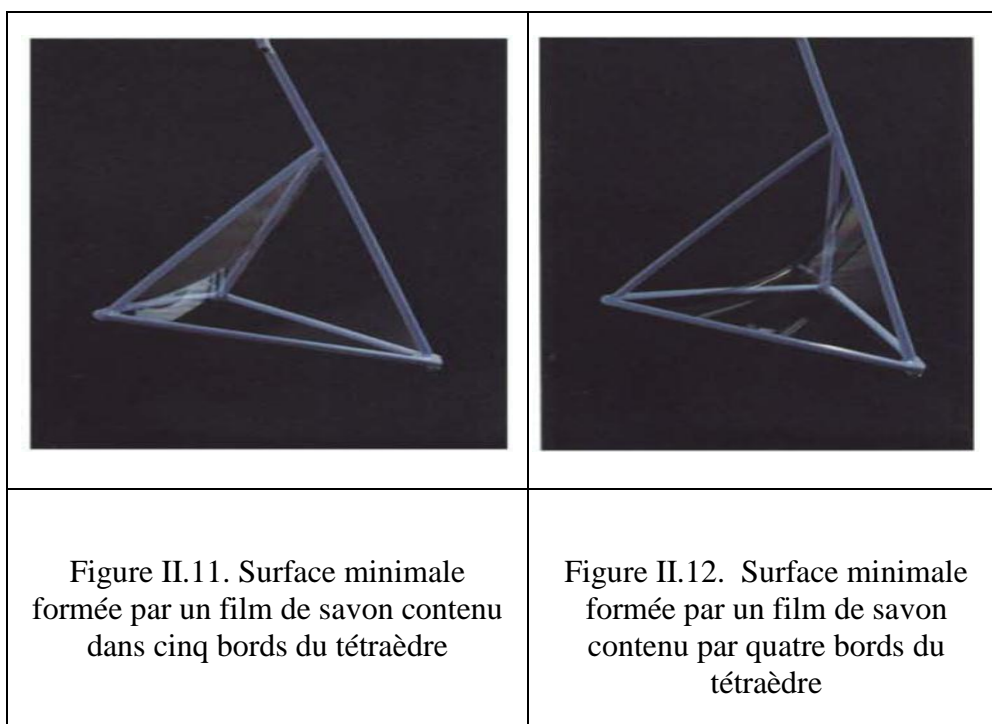 Figure II.11. Surface minimale
formée par un film de savon contenu
dans cinq bords du tétraèdre
Figure II.12. Surface minimale
formée par un film de savon
contenu par quatre bords du
tétraèdre